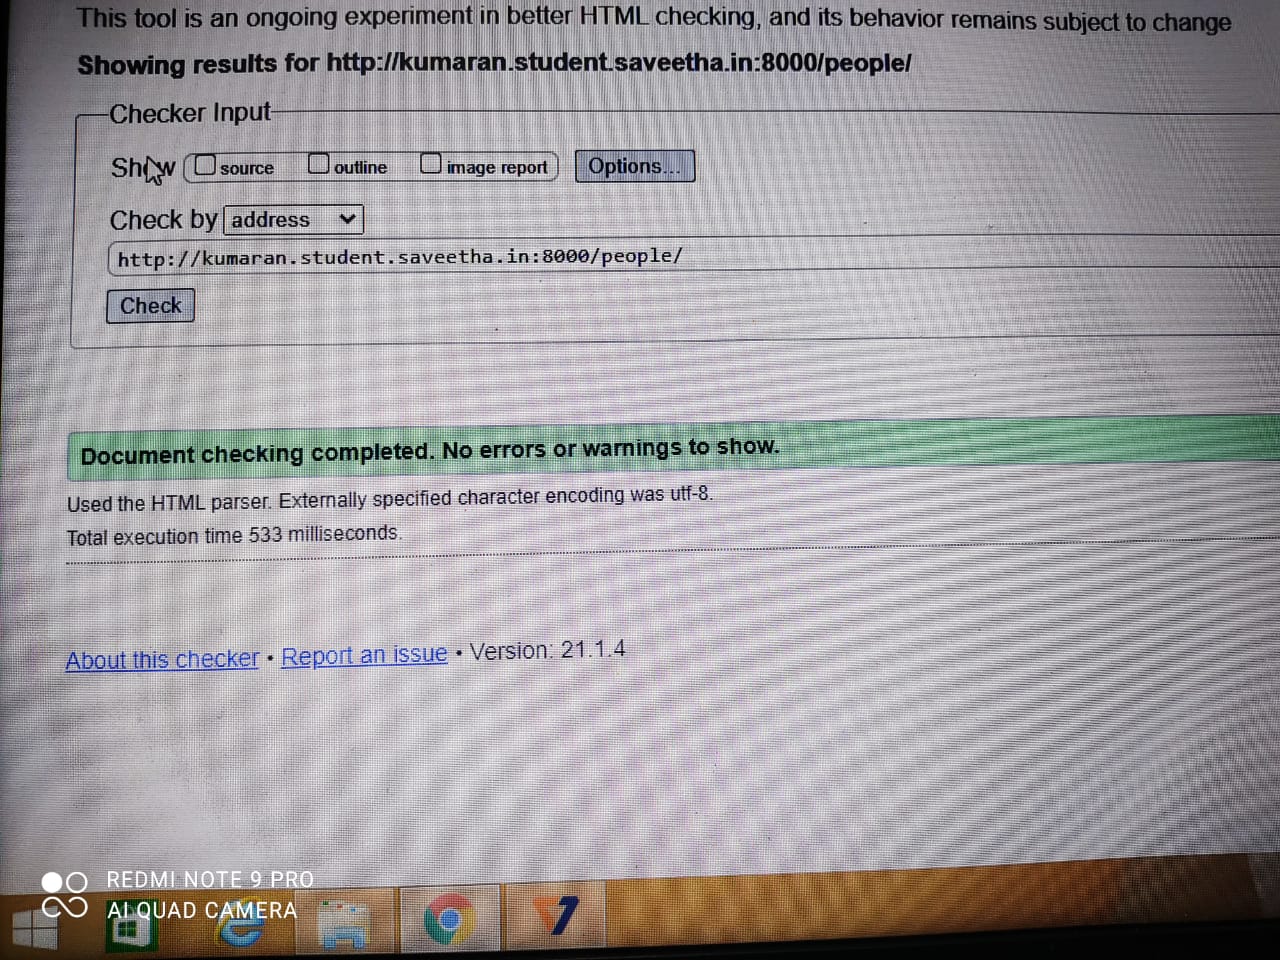 This tool is an ongoing experiment in better HTML checking, and its behavior remains subject to change
Showing results for http://kumaran.student.saveetha.in:8000/people/
Checker Input
Show source outline image report Options...
Check by address
http://kumaran.student.saveetha.in:8000/people/
Check
Document checking completed. No errors or warnings to show.
Used the HTML parser. Externally specified character encoding was utf-8.
Total execution time 533 milliseconds.
About this checker • Report an issue • Version: 21.1.4
REDMI NOTE 9 PRO
AI QUAD CAMERA